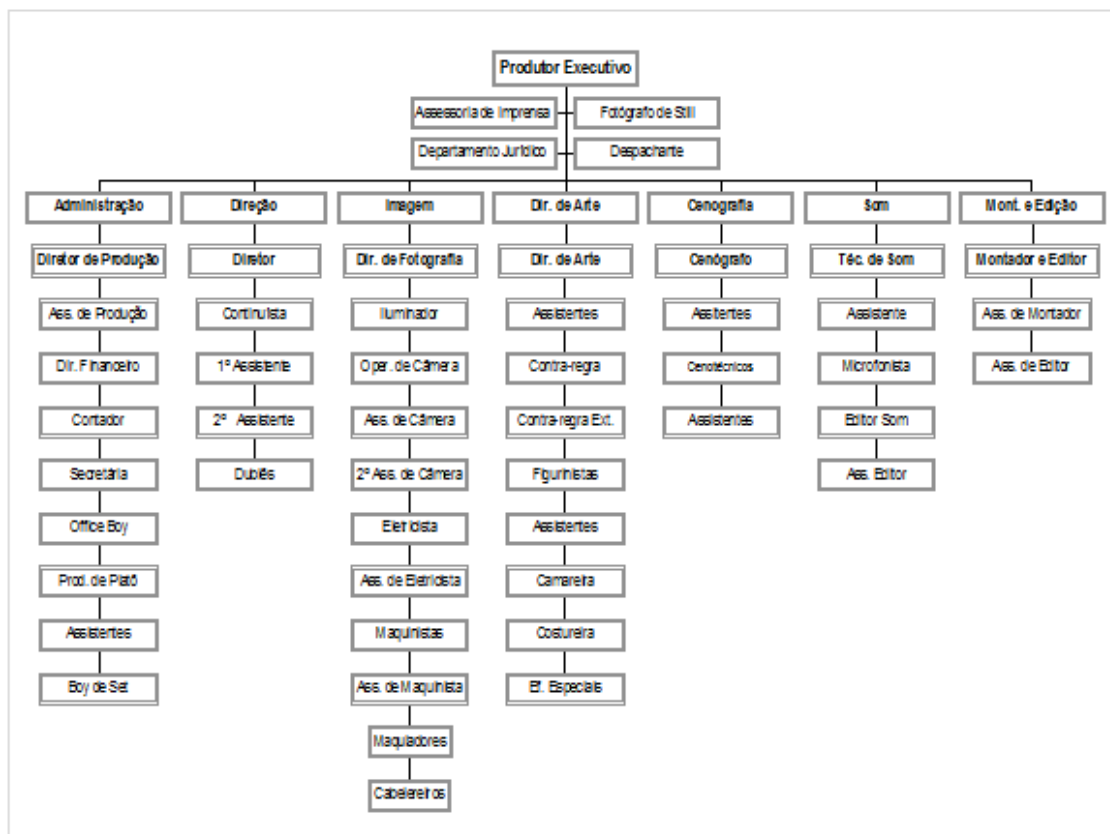 Produtor Executivo
Assessoria de Imprensa
Fotógrafo de Still
Departamento Jurídico
Despachante
Administração
Direção
Imagem
Dir. de Arte
Cenografia
Som
Mont. e Edição
Diretor de Produção
Diretor
Dir. de Fotografia
Dir. de Arte
Cenógrafo
Téc. de Som
Montador e Editor
Ass. de Produção
Continuísta
Iluminador
Assistentes
Assitentes
Assistente
Ass. de Montador
Dir. Financeiro
1º Assistente
Oper. de Câmera
Contra-regra
Cenotécnicos
Microfonista
Ass. de Editor
Contador
2º Assistente
Ass. de Câmera
Contra-regra Ext.
Assistentes
Editor Som
Secretária
Dublês
2º Ass. de Câmera
Figurinistas
Ass. Editor
Office Boy
Eletricista
Assistentes
Prod. de Platô
Ass. de Eletricista
Camareira
Assistentes
Maquinistas
Costureira
Boy de Set
Ass. de Maquinista
Ef. Especiais
Maquiadores
Cabelereiros